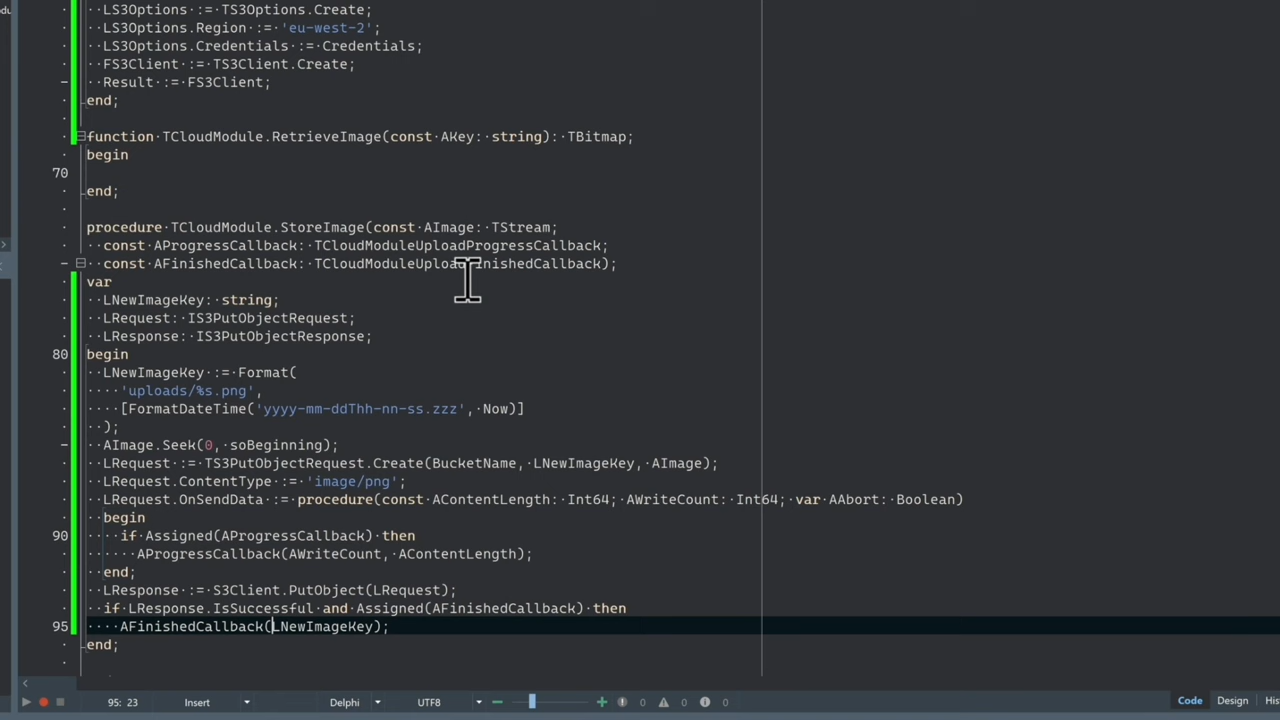 LS3Options := TS3Options.Create;
LS3Options.Region := 'eu-west-2';
LS3Options.Credentials := Credentials;
FS3Client := TS3Client.Create;
Result := FS3Client;
end;
function TCloudModule.RetrieveImage(const AKey: string): TBitmap;
begin
70
end;
procedure TCloudModule.StoreImage(const AImage: TStream;
const AProgressCallback: TCloudModuleUploadProgressCallback;
const AFinishedCallback: TCloudModuleUploadFinishedCallback);
var
LNewImageKey: string;
LRequest: IS3PutObjectRequest;
LResponse: IS3PutObjectResponse;
80 begin
LNewImageKey := Format(
'uploads/%s.png',
[FormatDateTime('yyyy-mm-ddThh-nn-ss.zzz', Now)]
);
AImage.Seek(0, soBeginning);
LRequest := TS3PutObjectRequest.Create(BucketName, LNewImageKey, AImage);
LRequest.ContentType := 'image/png';
LRequest.OnSendData := procedure(const AContentLength: Int64; AWriteCount: Int64; var AAbort: Boolean)
begin
90 if Assigned(AProgressCallback) then
AProgressCallback(AWriteCount, AContentLength);
end;
LResponse := S3Client.PutObject(LRequest);
if LResponse.IsSuccessful and Assigned(AFinishedCallback) then
95 AFinishedCallback(LNewImageKey);
end;
95: 23 Insert Delphi UTF8 0 0 0 Code Design His